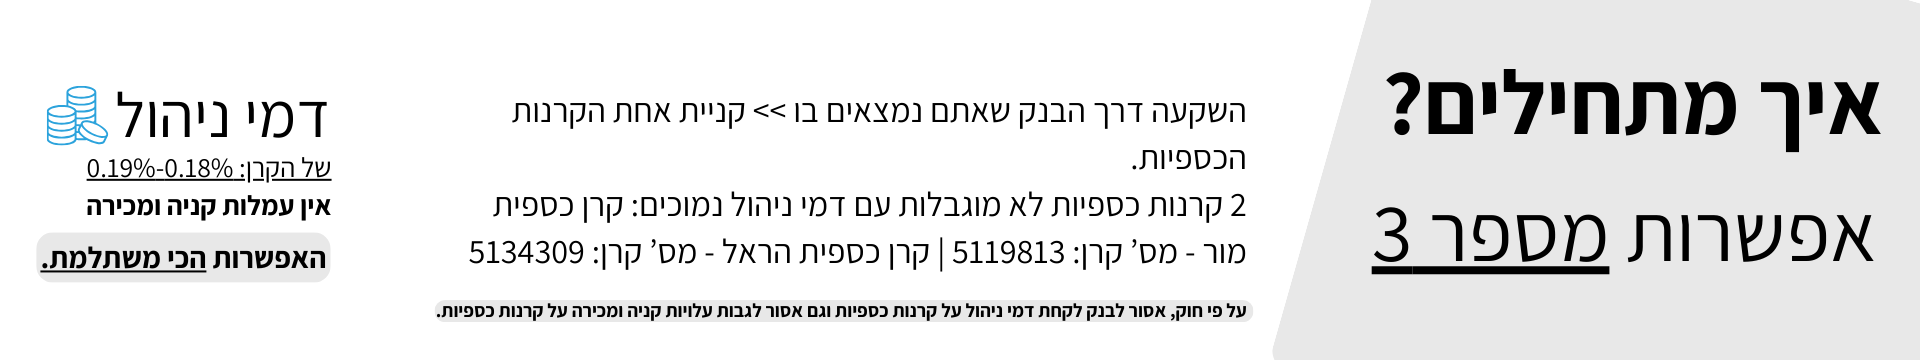 איך מתחילים?
אפשרות מספר 3
השקעה דרך הבנק שאתם נמצאים בו >> קניית אחת הקרנות
הכספיות.
2 קרנות כספיות לא מוגבלות עם דמי ניהול נמוכים: קרן כספית
מור - מס׳ קרן: 5119813 | קרן כספית הראל - מס׳ קרן: 5134309
על פי חוק, אסור לבנק לקחת דמי ניהול על קרנות כספיות וגם אסור לגבות עלויות קניה ומכירה על קרנות כספיות.
דמי ניהול
של הקרן: 0.18%-0.19%
אין עמלות קניה ומכירה
האפשרות הכי משתלמת.